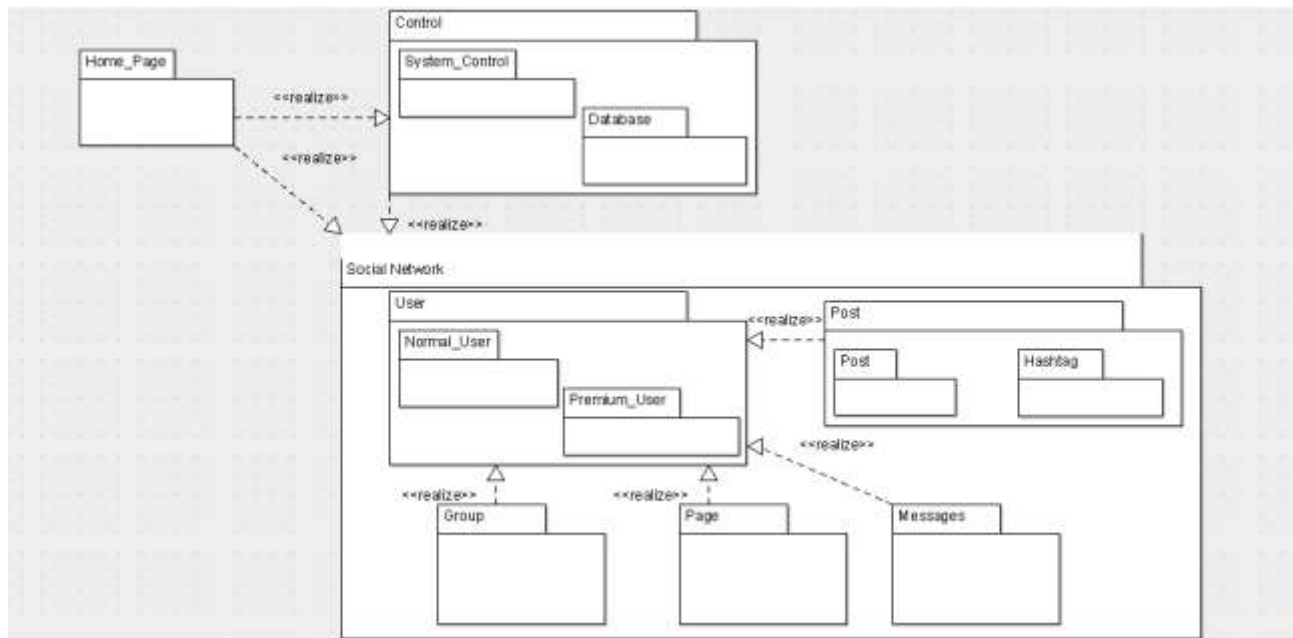 Control
Home_Page
System_Control
<<realize>>
Database
<<realize>>
<<realize>>
Social Network
User
Post
<<realize>>
Normal_User
Post
Hashtag
Premium_User
<<realize>>
<<realize>>
<<realize>>
Group
Page
Messages